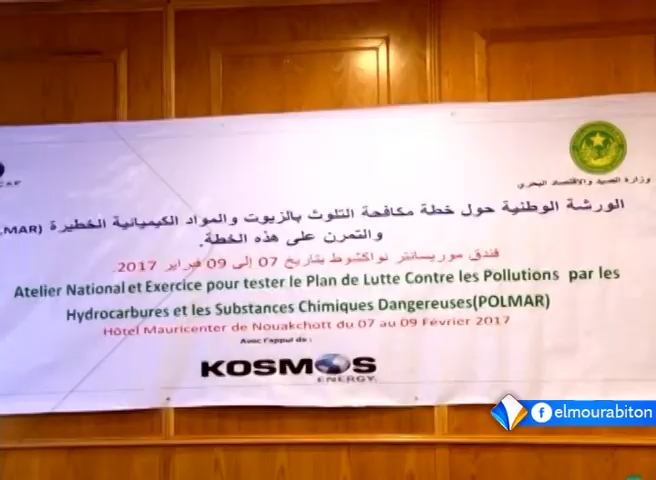 وزارة الصيد والاقتصاد البحري
الورشة الوطنية حول خطة مكافحة التلوث بالزيوت والمواد الكيميائية الخطيرة (MAR
والتمرن على هذه الخطة.
فندق موريسانتر نواكشوط بتاريخ 07 إلى 09 فبراير 2017.
Atelier National et Exercice pour tester le Plan de Lutte Contre les Pollutions par les
Hydrocarbures et les Substances Chimiques Dangereuses(POLMAR)
Hôtel Mauricenter de Nouakchott du 07 au 09 Février 2017
Avec l'appui de :
KOSMOS
ENERGY
elmourabiton